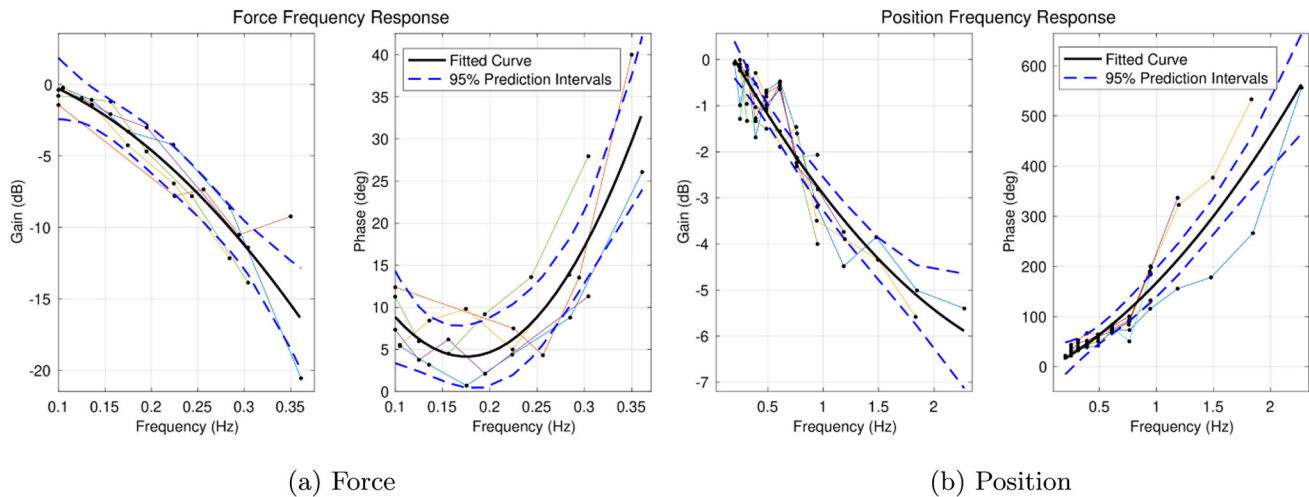 Force Frequency Response
Position Frequency Response
Gain (dB)
0
-5
-10
-15
-20
0.1 0.15 0.2 0.25 0.3 0.35
Frequency (Hz)
Phase (deg)
40
35
30
25
20
15
10
5
0
Fitted Curve
95% Prediction Intervals
0.1 0.15 0.2 0.25 0.3 0.35
Frequency (Hz)
Gain (dB)
0
-1
-2
-3
-4
-5
-6
-7
0.5 1 1.5 2
Frequency (Hz)
Phase (deg)
600
500
400
300
200
100
0
Fitted Curve
95% Prediction Intervals
0.5 1 1.5 2
Frequency (Hz)
(a) Force
(b) Position